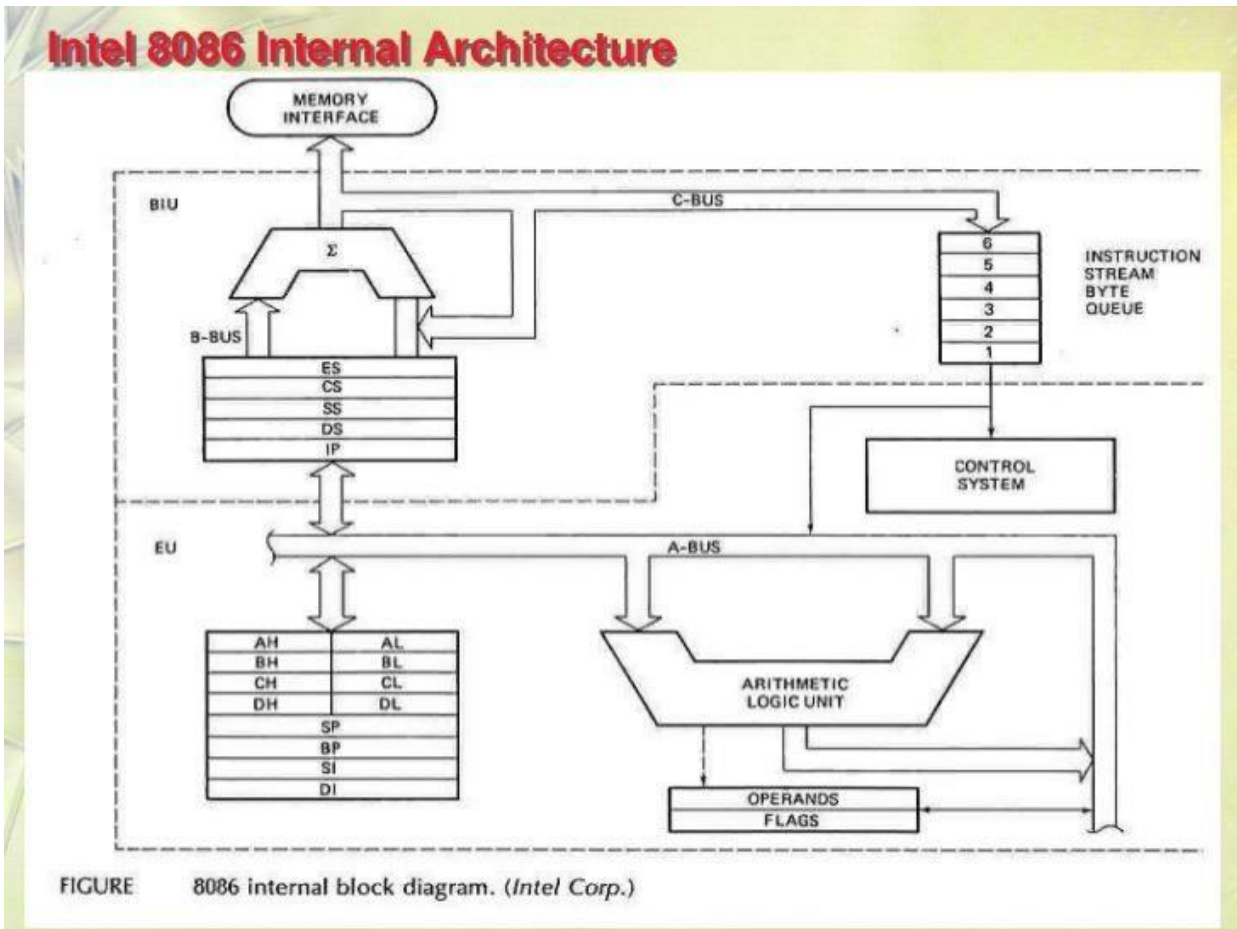 Intel 8086 Internal Architecture
MEMORY
INTERFACE
BIU
C-BUS
Σ
B-BUS
6
5
4
3
2
1
INSTRUCTION
STREAM
BYTE
QUEUE
ES
CS
SS
DS
IP
CONTROL
SYSTEM
EU
A-BUS
AH AL
BH BL
CH CL
DH DL
SP
BP
SI
DI
ARITHMETIC
LOGIC UNIT
OPERANDS
FLAGS
FIGURE 8086 internal block diagram. (Intel Corp.)